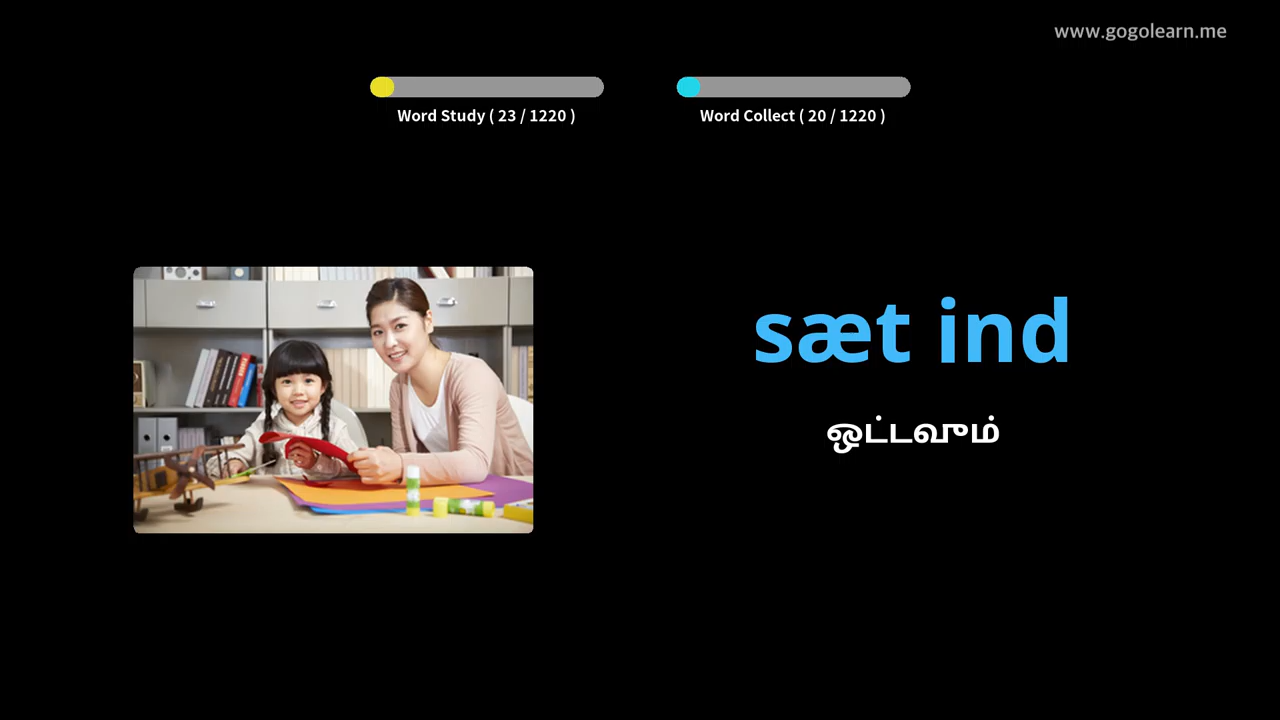 www.gogolearn.me
Word Study ( 23 / 1220 )
Word Collect ( 20 / 1220 )
sæt ind
ஒட்டவும்